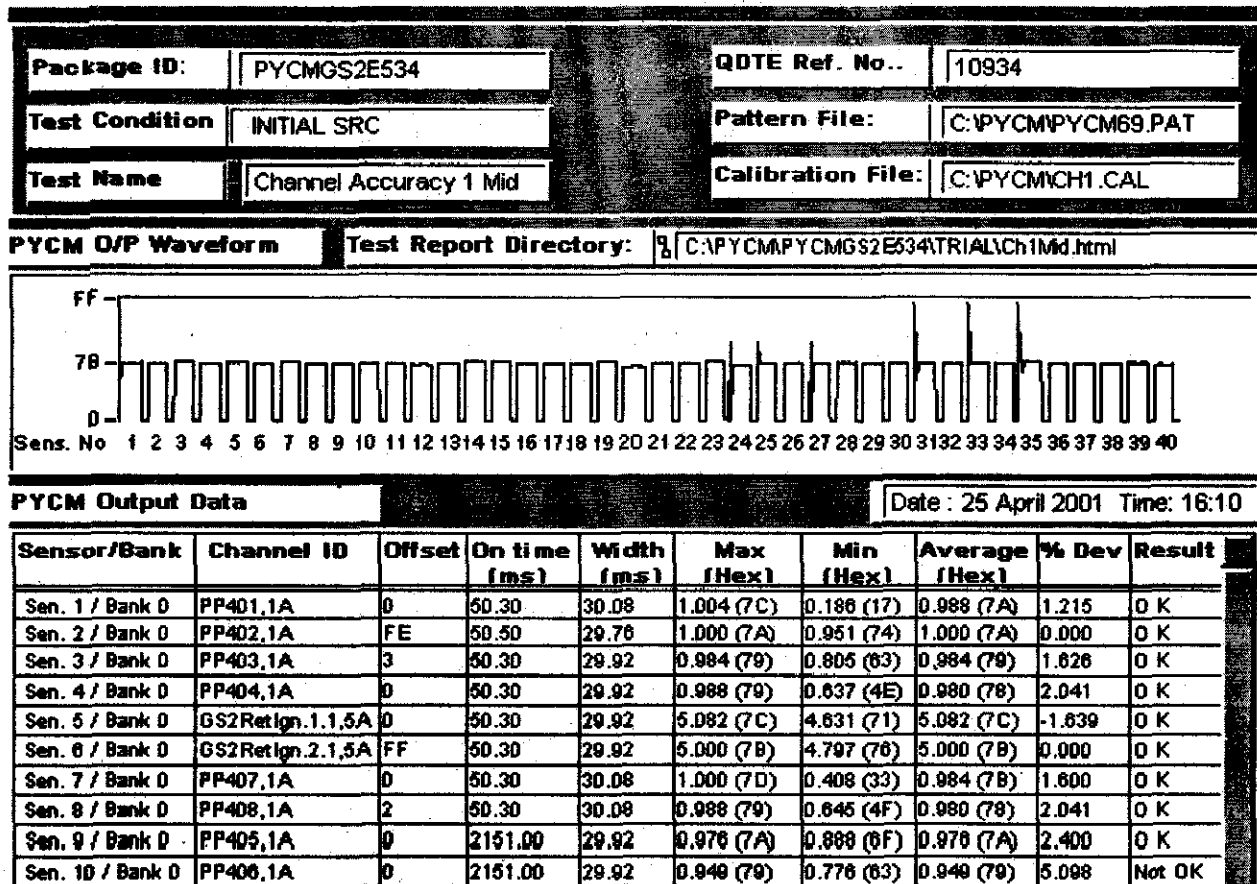 Package ID: PYCMGS2E534 QDTE Ref. No.. 10934
Test Condition INITIAL SRC Pattern File: C:\PYCM\PYCM69.PAT
Test Name Channel Accuracy 1 Mid Calibration File: C:\PYCM\CH1.CAL
PYCM O/P Waveform Test Report Directory: C:\PYCM\PYCMGS2E534\TRIAL\Ch1Mid.html
FF
7B
0
Sens. No 1 2 3 4 5 6 7 8 9 10 11 12 13 14 15 16 17 18 19 20 21 22 23 24 25 26 27 28 29 30 31 32 33 34 35 36 37 38 39 40
PYCM Output Data Date : 25 April 2001 Time: 16:10
Sensor/Bank Channel ID Offset On time (ms) Width (ms) Max (Hex) Min (Hex) Average (Hex) % Dev Result
Sen. 1 / Bank 0 PP401,1A 0 50.30 30.08 1.004 (7C) 0.186 (17) 0.988 (7A) 1.215 O K
Sen. 2 / Bank 0 PP402,1A FE 50.50 29.76 1.000 (7A) 0.951 (74) 1.000 (7A) 0.000 O K
Sen. 3 / Bank 0 PP403,1A 3 50.30 29.92 0.984 (79) 0.805 (63) 0.984 (79) 1.626 O K
Sen. 4 / Bank 0 PP404,1A 0 50.30 29.92 0.988 (79) 0.637 (4E) 0.980 (78) 2.041 O K
Sen. 5 / Bank 0 GS2RetIgn.1.1,5A 0 50.30 29.92 5.082 (7C) 4.631 (71) 5.082 (7C) -1.639 O K
Sen. 6 / Bank 0 GS2RetIgn.2.1,5A FF 50.30 29.92 5.000 (7B) 4.797 (76) 5.000 (7B) 0.000 O K
Sen. 7 / Bank 0 PP407,1A 0 50.30 30.08 1.000 (7D) 0.408 (33) 0.984 (7B) 1.600 O K
Sen. 8 / Bank 0 PP408,1A 2 50.30 30.08 0.988 (79) 0.645 (4F) 0.980 (78) 2.041 O K
Sen. 9 / Bank 0 PP405,1A 0 2151.00 29.92 0.976 (7A) 0.888 (6F) 0.976 (7A) 2.400 O K
Sen. 10 / Bank 0 PP406,1A 0 2151.00 29.92 0.949 (79) 0.776 (63) 0.949 (79) 5.098 Not OK